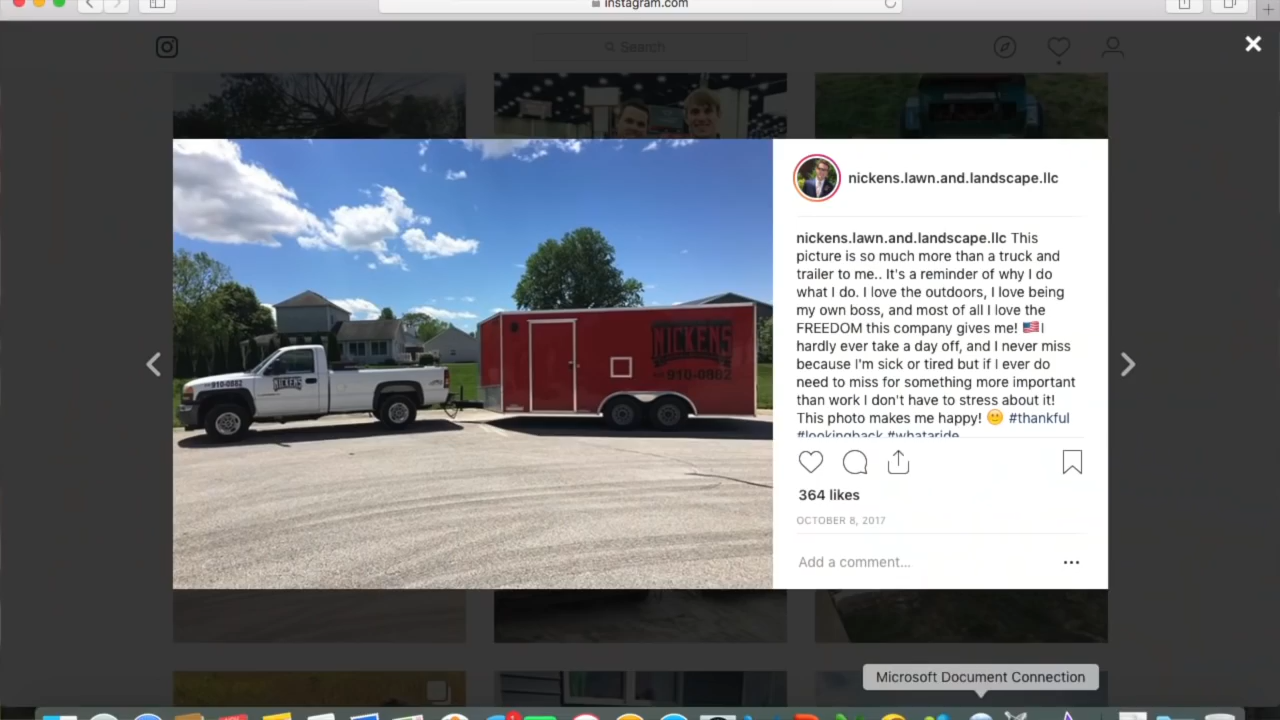 instagram.com
Search
nickens.lawn.and.landscape.llc
nickens.lawn.and.landscape.llc This
picture is so much more than a truck and
trailer to me.. It's a reminder of why I do
what I do. I love the outdoors, I love being
my own boss, and most of all I love the
FREEDOM this company gives me! 🇺🇸I
hardly ever take a day off, and I never miss
because I'm sick or tired but if I ever do
need to miss for something more important
than work I don't have to stress about it!
This photo makes me happy! 🙂 #thankful
#lookingback #whataride
NICKENS
910-0882
910-0882
NICKENS
364 likes
OCTOBER 8, 2017
Add a comment...
Microsoft Document Connection